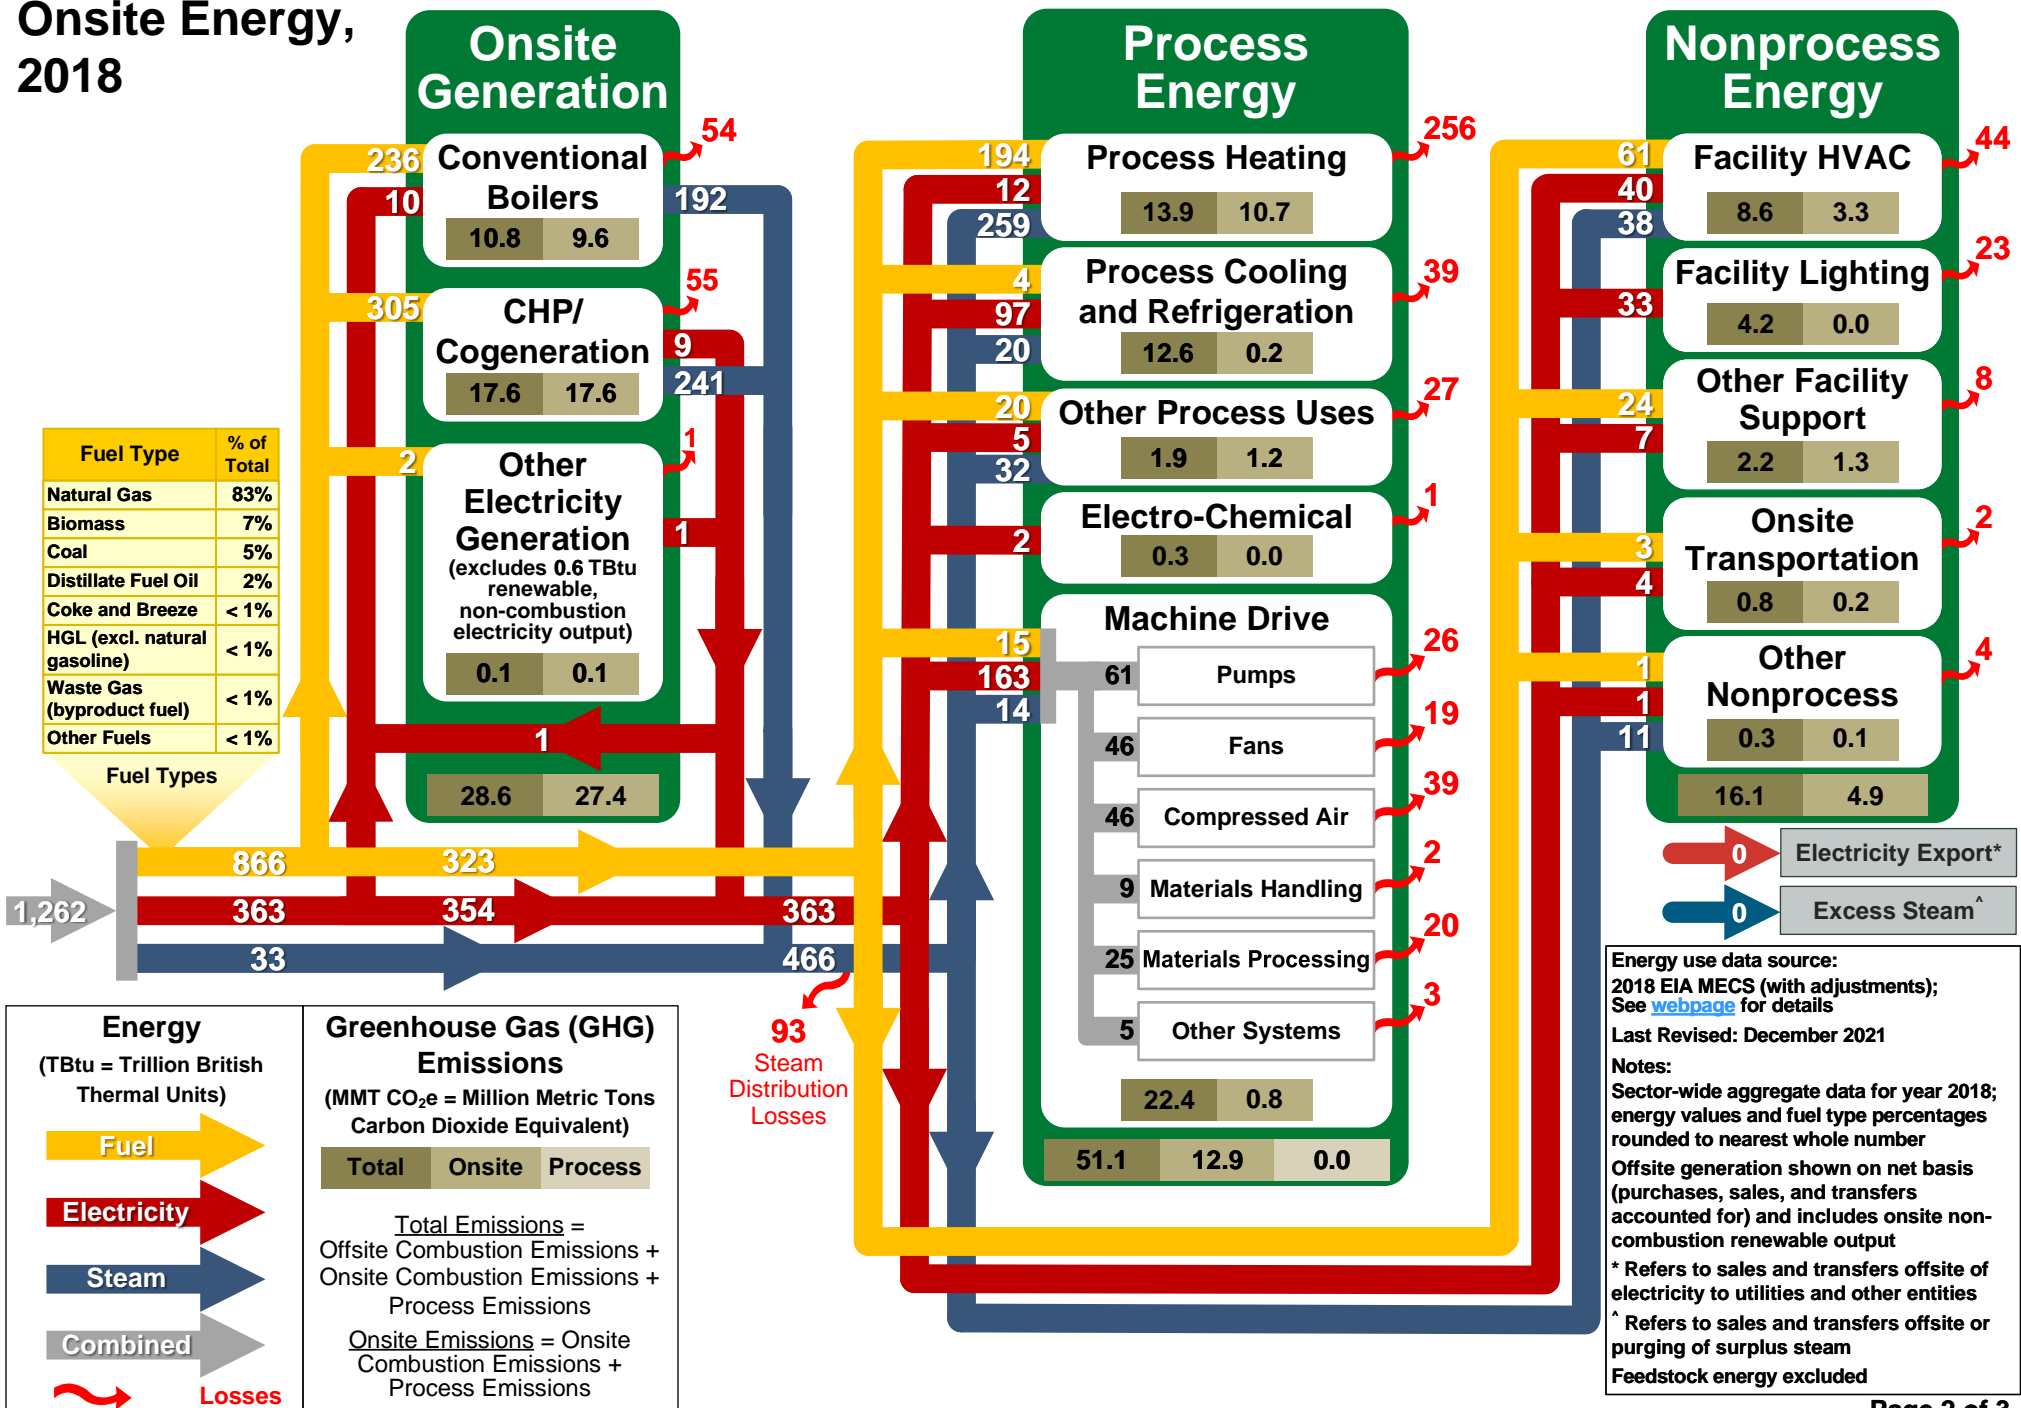 Onsite Energy,
2018
Onsite
Generation
236
10
Conventional
Boilers
10.8 9.6
54
192
305
CHP/
Cogeneration
17.6 17.6
55
9
241
2
Other
Electricity
Generation
(excludes 0.6 TBtu
renewable,
non-combustion
electricity output)
0.1 0.1
1
1
1
28.6 27.4
Fuel Type % of
Total
Natural Gas 83%
Biomass 7%
Coal 5%
Distillate Fuel Oil 2%
Coke and Breeze < 1%
HGL (excl. natural
gasoline) < 1%
Waste Gas
(byproduct fuel) < 1%
Other Fuels < 1%
Fuel Types
1,262
866 323
363 354 363
33 466
93
Steam
Distribution
Losses
Process
Energy
194
12
259
Process Heating
13.9 10.7
256
4
97
20
Process Cooling
and Refrigeration
12.6 0.2
39
20
5
32
Other Process Uses
1.9 1.2
27
2
Electro-Chemical
0.3 0.0
1
15
163
14
Machine Drive
61 Pumps 26
46 Fans 19
46 Compressed Air 39
9 Materials Handling 2
25 Materials Processing 20
5 Other Systems 3
22.4 0.8
51.1 12.9 0.0
Nonprocess
Energy
61
40
38
Facility HVAC
8.6 3.3
44
33
Facility Lighting
4.2 0.0
23
24
7
Other Facility
Support
2.2 1.3
8
3
4
Onsite
Transportation
0.8 0.2
2
1
1
11
Other
Nonprocess
0.3 0.1
4
16.1 4.9
0 Electricity Export*
0 Excess Steam^
Energy
(TBtu = Trillion British
Thermal Units)
Fuel
Electricity
Steam
Combined
Losses
Greenhouse Gas (GHG)
Emissions
(MMT CO₂e = Million Metric Tons
Carbon Dioxide Equivalent)
Total Onsite Process
Total Emissions =
Offsite Combustion Emissions +
Onsite Combustion Emissions +
Process Emissions
Onsite Emissions = Onsite
Combustion Emissions +
Process Emissions
Energy use data source:
2018 EIA MECS (with adjustments);
See webpage for details
Last Revised: December 2021
Notes:
Sector-wide aggregate data for year 2018;
energy values and fuel type percentages
rounded to nearest whole number
Offsite generation shown on net basis
(purchases, sales, and transfers
accounted for) and includes onsite non-
combustion renewable output
* Refers to sales and transfers offsite of
electricity to utilities and other entities
^ Refers to sales and transfers offsite or
purging of surplus steam
Feedstock energy excluded
Page 2 of 3